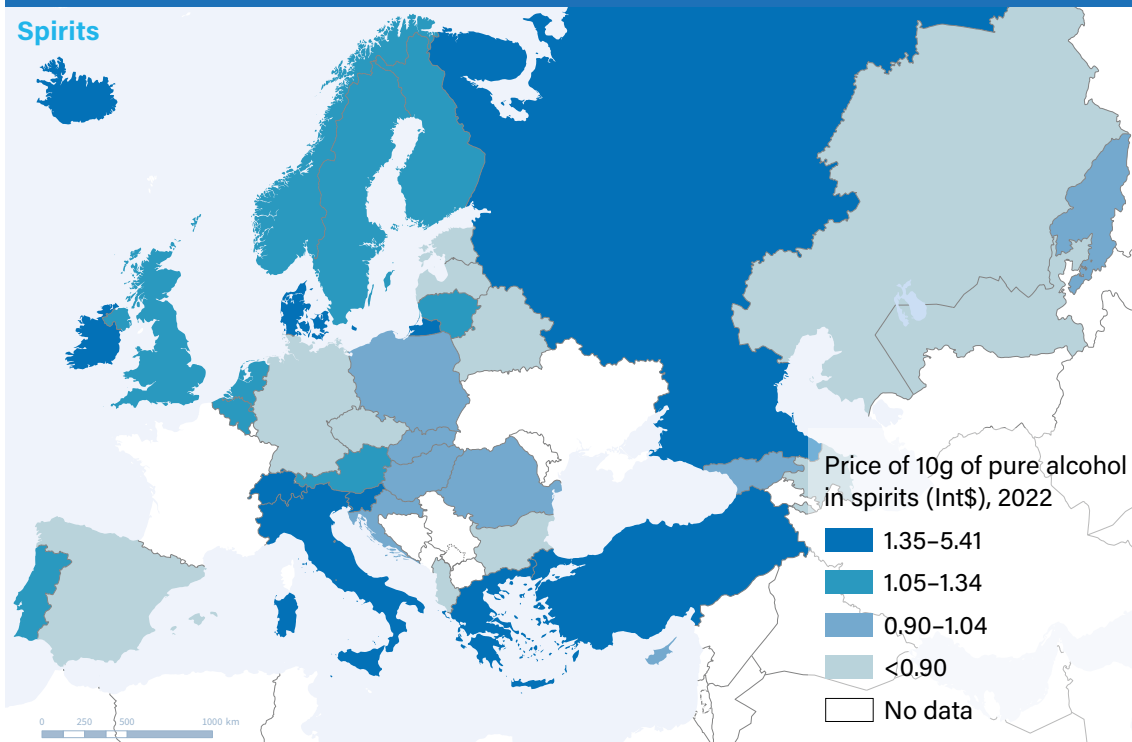 Spirits
Price of 10g of pure alcohol
in spirits (Int$), 2022
1.35–5.41
1.05–1.34
0.90–1.04
<0.90
No data
0 250 500 1000 km